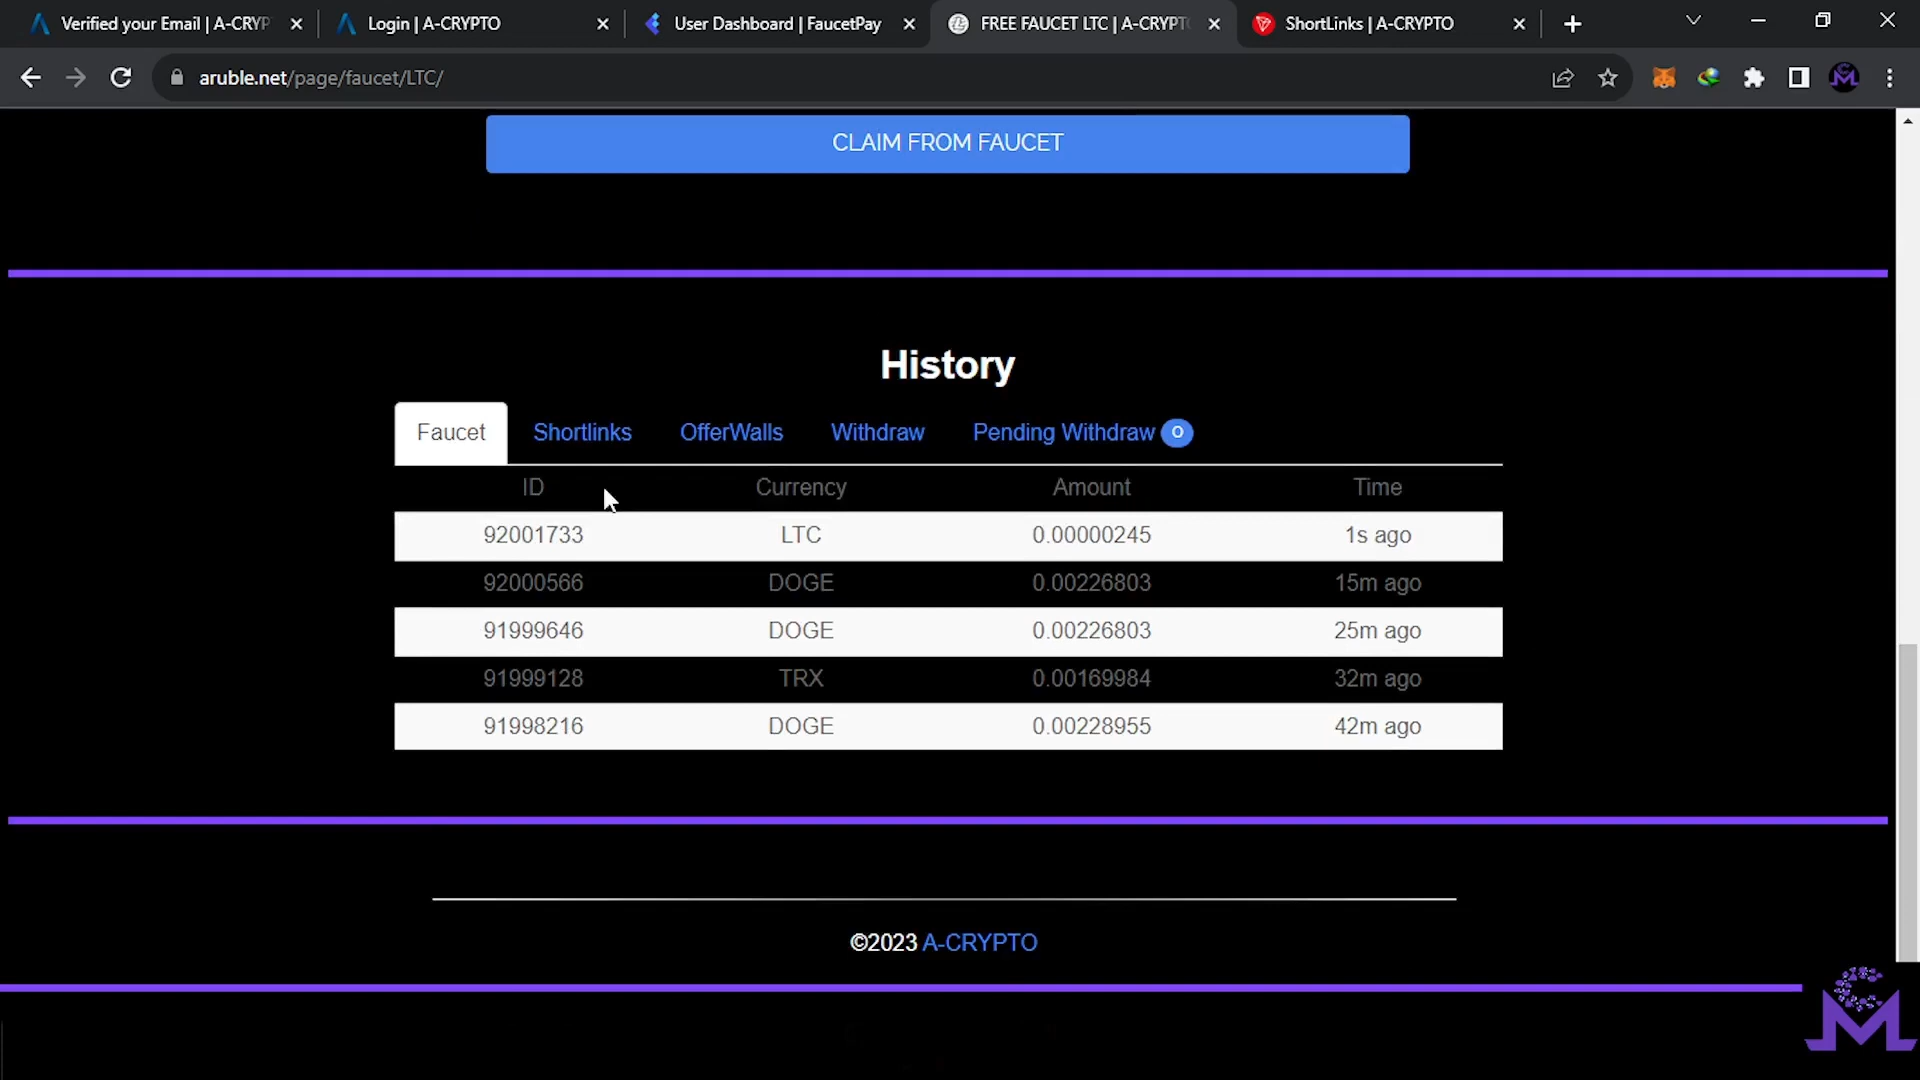 Verified your Email | A-CRYP
Login | A-CRYPTO
User Dashboard | FaucetPay
FREE FAUCET LTC | A-CRYPT
ShortLinks | A-CRYPTO
aruble.net/page/faucet/LTC/
CLAIM FROM FAUCET
History
Faucet Shortlinks OfferWalls Withdraw Pending Withdraw 0
ID Currency Amount Time
92001733 LTC 0.00000245 1s ago
92000566 DOGE 0.00226803 15m ago
91999646 DOGE 0.00226803 25m ago
91999128 TRX 0.00169984 32m ago
91998216 DOGE 0.00228955 42m ago
©2023 A-CRYPTO